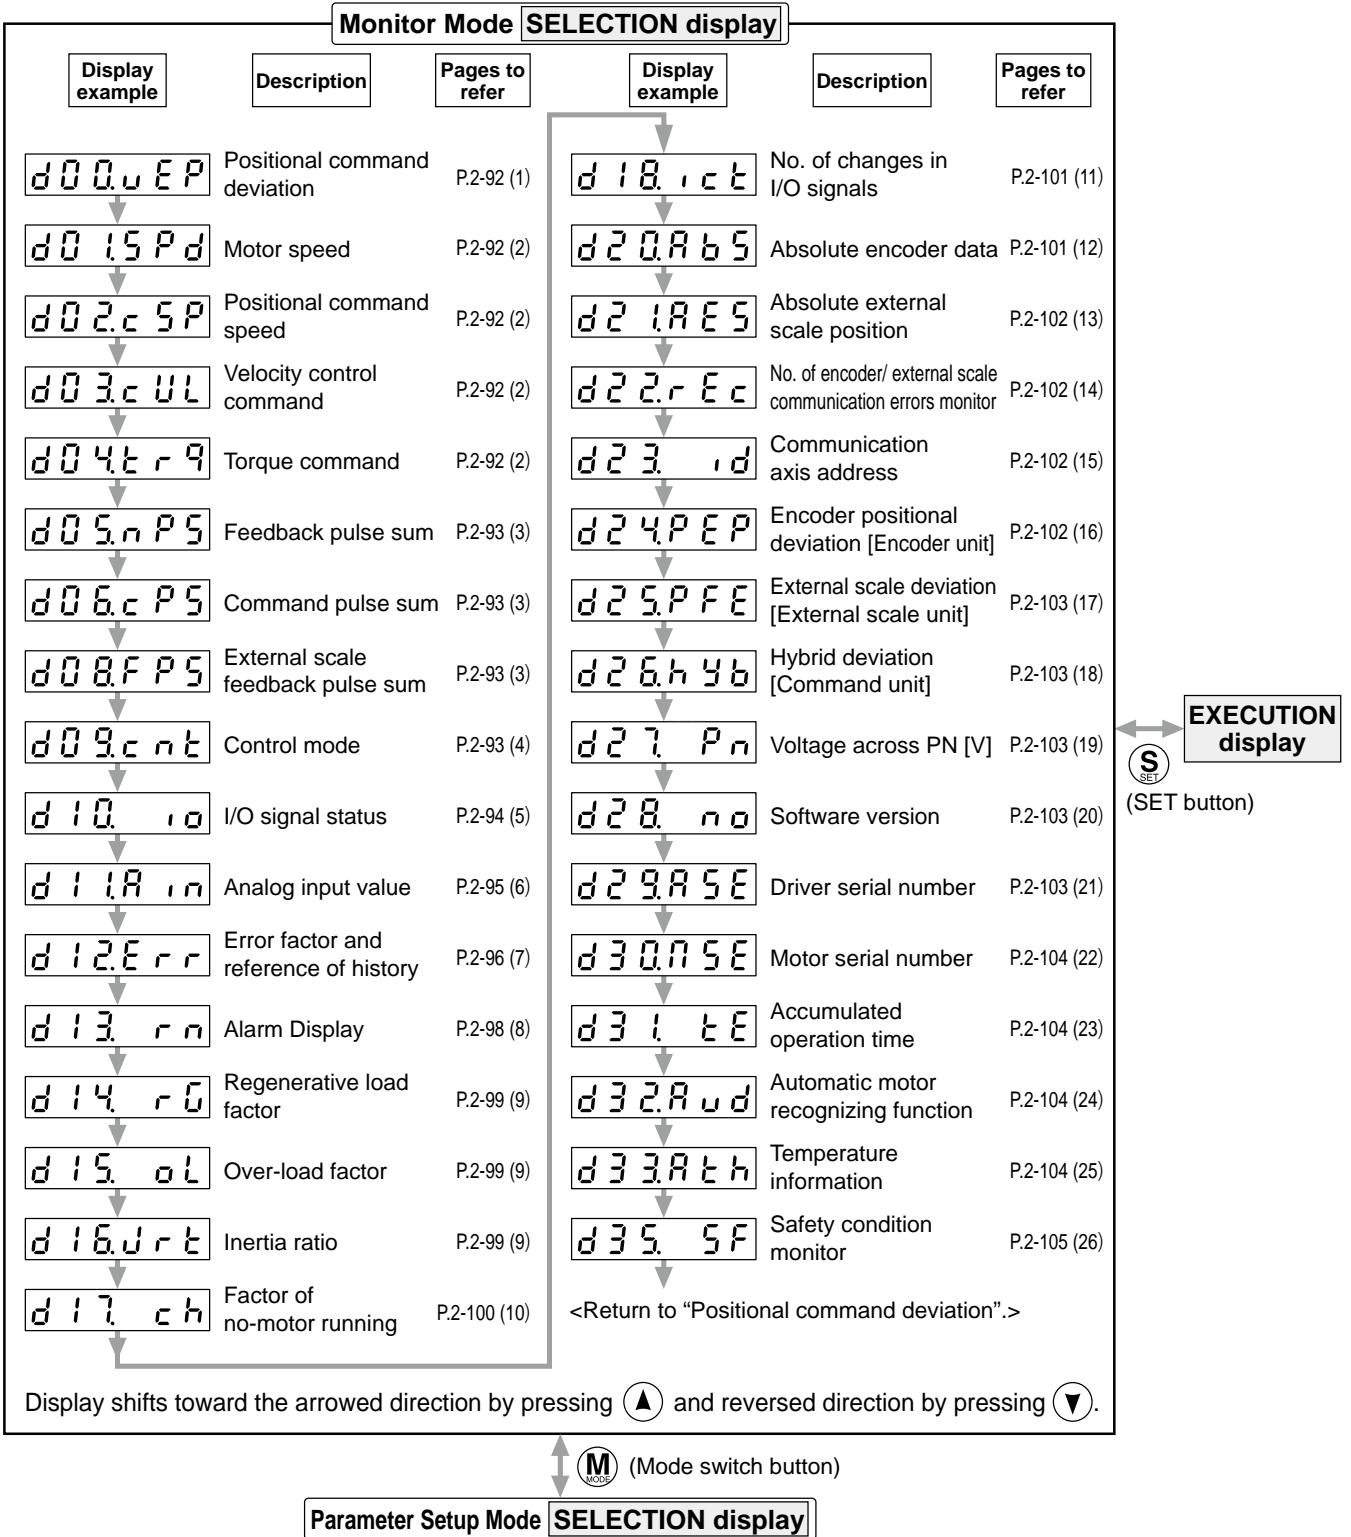 Monitor Mode SELECTION display
Display example
Description
Pages to refer
Display example
Description
Pages to refer
d00.uEP
Positional command deviation
P.2-92 (1)
d01.SPd
Motor speed
P.2-92 (2)
d02.cSP
Positional command speed
P.2-92 (2)
d03.cUL
Velocity control command
P.2-92 (2)
d04.trq
Torque command
P.2-92 (2)
d05.nPS
Feedback pulse sum
P.2-93 (3)
d06.cPS
Command pulse sum
P.2-93 (3)
d08.FPS
External scale feedback pulse sum
P.2-93 (3)
d09.cnt
Control mode
P.2-93 (4)
d10. io
I/O signal status
P.2-94 (5)
d11.Ain
Analog input value
P.2-95 (6)
d12.Err
Error factor and reference of history
P.2-96 (7)
d13. rn
Alarm Display
P.2-98 (8)
d14. rG
Regenerative load factor
P.2-99 (9)
d15. oL
Over-load factor
P.2-99 (9)
d16.Jrt
Inertia ratio
P.2-99 (9)
d17. ch
Factor of no-motor running
P.2-100 (10)
d18.ict
No. of changes in I/O signals
P.2-101 (11)
d20.AbS
Absolute encoder data
P.2-101 (12)
d21.AES
Absolute external scale position
P.2-102 (13)
d22.rEc
No. of encoder/ external scale communication errors monitor
P.2-102 (14)
d23. id
Communication axis address
P.2-102 (15)
d24.PEP
Encoder positional deviation [Encoder unit]
P.2-102 (16)
d25.PFE
External scale deviation [External scale unit]
P.2-103 (17)
d26.hyb
Hybrid deviation [Command unit]
P.2-103 (18)
d27. Pn
Voltage across PN [V]
P.2-103 (19)
d28. no
Software version
P.2-103 (20)
d29.ASE
Driver serial number
P.2-103 (21)
d30.MSE
Motor serial number
P.2-104 (22)
d31. tE
Accumulated operation time
P.2-104 (23)
d32.Aud
Automatic motor recognizing function
P.2-104 (24)
d33.Ath
Temperature information
P.2-104 (25)
d35. SF
Safety condition monitor
P.2-105 (26)
<Return to “Positional command deviation”.>
Display shifts toward the arrowed direction by pressing ▲ and reversed direction by pressing ▼.
EXECUTION display
S
SET
(SET button)
M
MODE
(Mode switch button)
Parameter Setup Mode SELECTION display